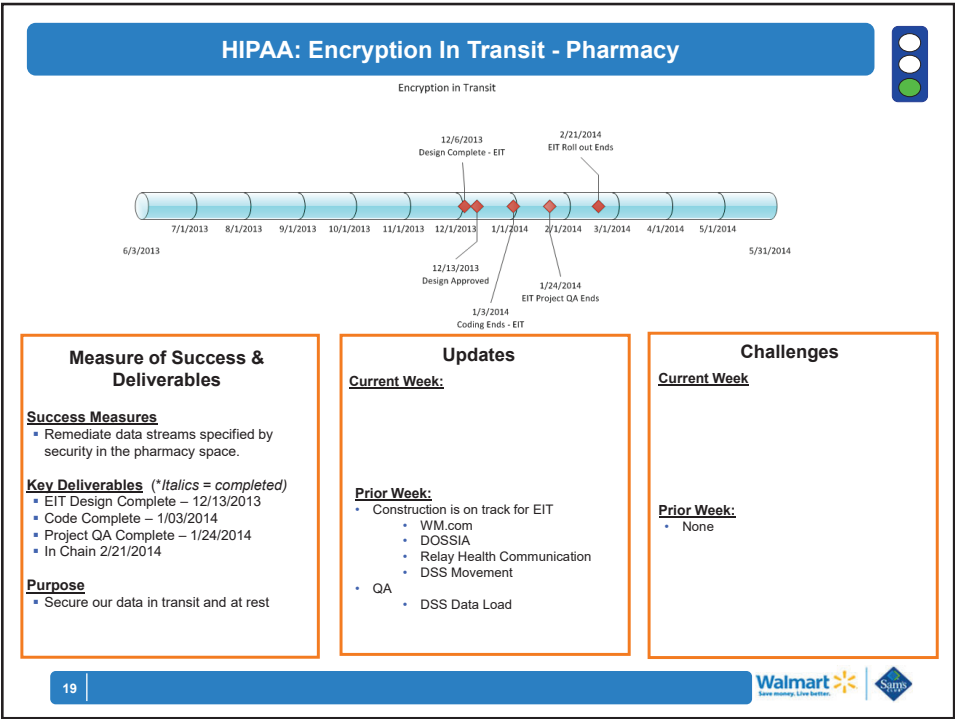 HIPAA: Encryption In Transit - Pharmacy
Encryption in Transit
12/6/2013
Design Complete - EIT
2/21/2014
EIT Roll out Ends
7/1/2013 8/1/2013 9/1/2013 10/1/2013 11/1/2013 12/1/2013 1/1/2014 2/1/2014 3/1/2014 4/1/2014 5/1/2014
6/3/2013 5/31/2014
12/13/2013
Design Approved
1/24/2014
EIT Project QA Ends
1/3/2014
Coding Ends - EIT
Measure of Success &
Deliverables
Success Measures
▪ Remediate data streams specified by
security in the pharmacy space.
Key Deliverables (*Italics = completed)
▪ EIT Design Complete – 12/13/2013
▪ Code Complete – 1/03/2014
▪ Project QA Complete – 1/24/2014
▪ In Chain 2/21/2014
Purpose
▪ Secure our data in transit and at rest
Updates
Current Week:
Prior Week:
• Construction is on track for EIT
• WM.com
• DOSSIA
• Relay Health Communication
• DSS Movement
• QA
• DSS Data Load
Challenges
Current Week
Prior Week:
• None
19
Walmart
Save money. Live better.
Sam's
CLUB